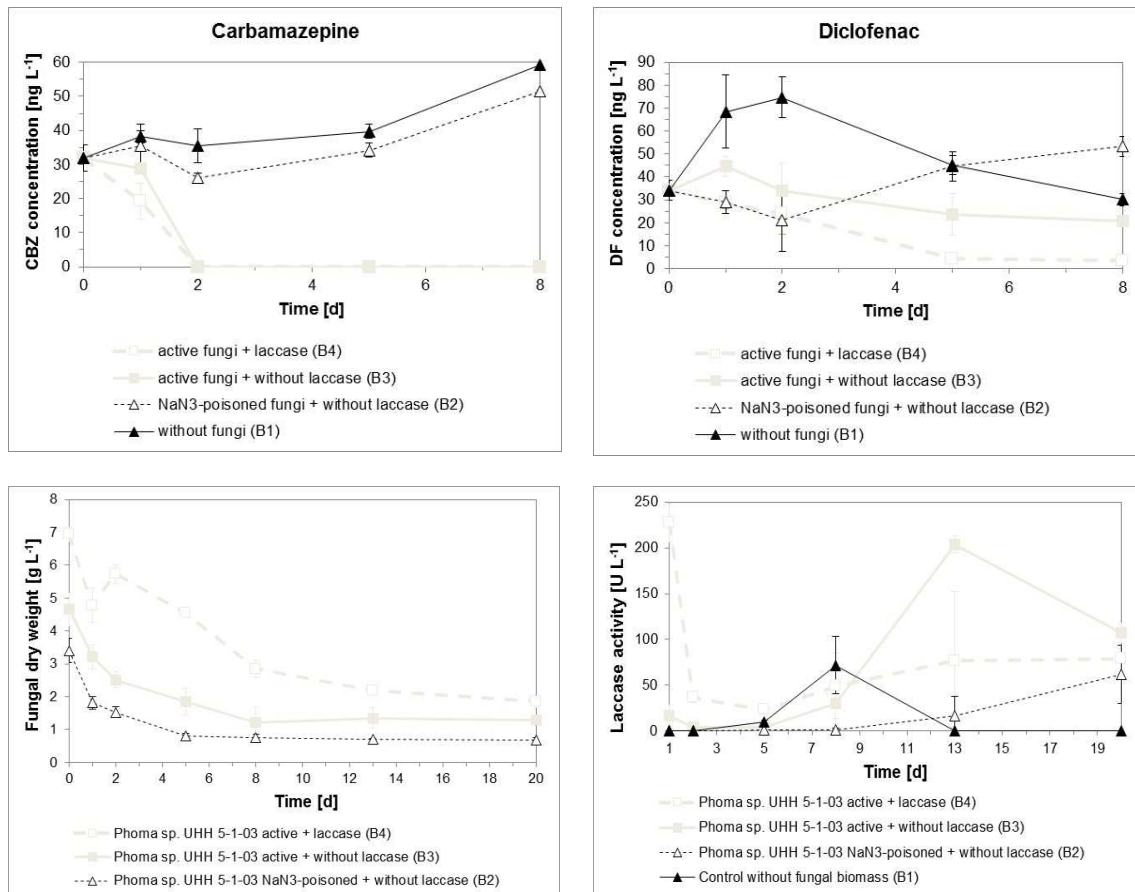 Carbamazepine
CBZ concentration [ng L-1]
60
50
40
30
20
10
0
0 2 4 6 8
Time [d]
active fungi + laccase (B4)
active fungi + without laccase (B3)
NaN3-poisoned fungi + without laccase (B2)
without fungi (B1)
Diclofenac
DF concentration [ng L-1]
90
80
70
60
50
40
30
20
10
0
0 2 4 6 8
Time [d]
active fungi + laccase (B4)
active fungi + without laccase (B3)
NaN3-poisoned fungi + without laccase (B2)
without fungi (B1)
Fungal dry weight [g L-1]
8
7
6
5
4
3
2
1
0
0 2 4 6 8 10 12 14 16 18 20
Time [d]
Phoma sp. UHH 5-1-03 active + laccase (B4)
Phoma sp. UHH 5-1-03 active + without laccase (B3)
Phoma sp. UHH 5-1-03 NaN3-poisoned + without laccase (B2)
Laccase activity [U L-1]
250
200
150
100
50
0
1 3 5 7 9 11 13 15 17 19
Time [d]
Phoma sp. UHH 5-1-03 active + laccase (B4)
Phoma sp. UHH 5-1-03 active + without laccase (B3)
Phoma sp. UHH 5-1-03 NaN3-poisoned + without laccase (B2)
Control without fungal biomass (B1)